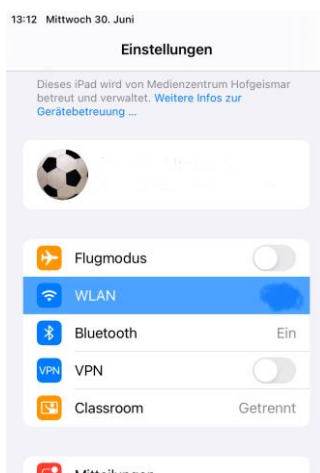 13:12 Mittwoch 30. Juni
Einstellungen
Dieses iPad wird von Medienzentrum Hofgeismar
betreut und verwaltet. Weitere Infos zur
Gerätebetreuung ...
Flugmodus
WLAN
Bluetooth Ein
VPN VPN
Classroom Getrennt
Mitteilungen